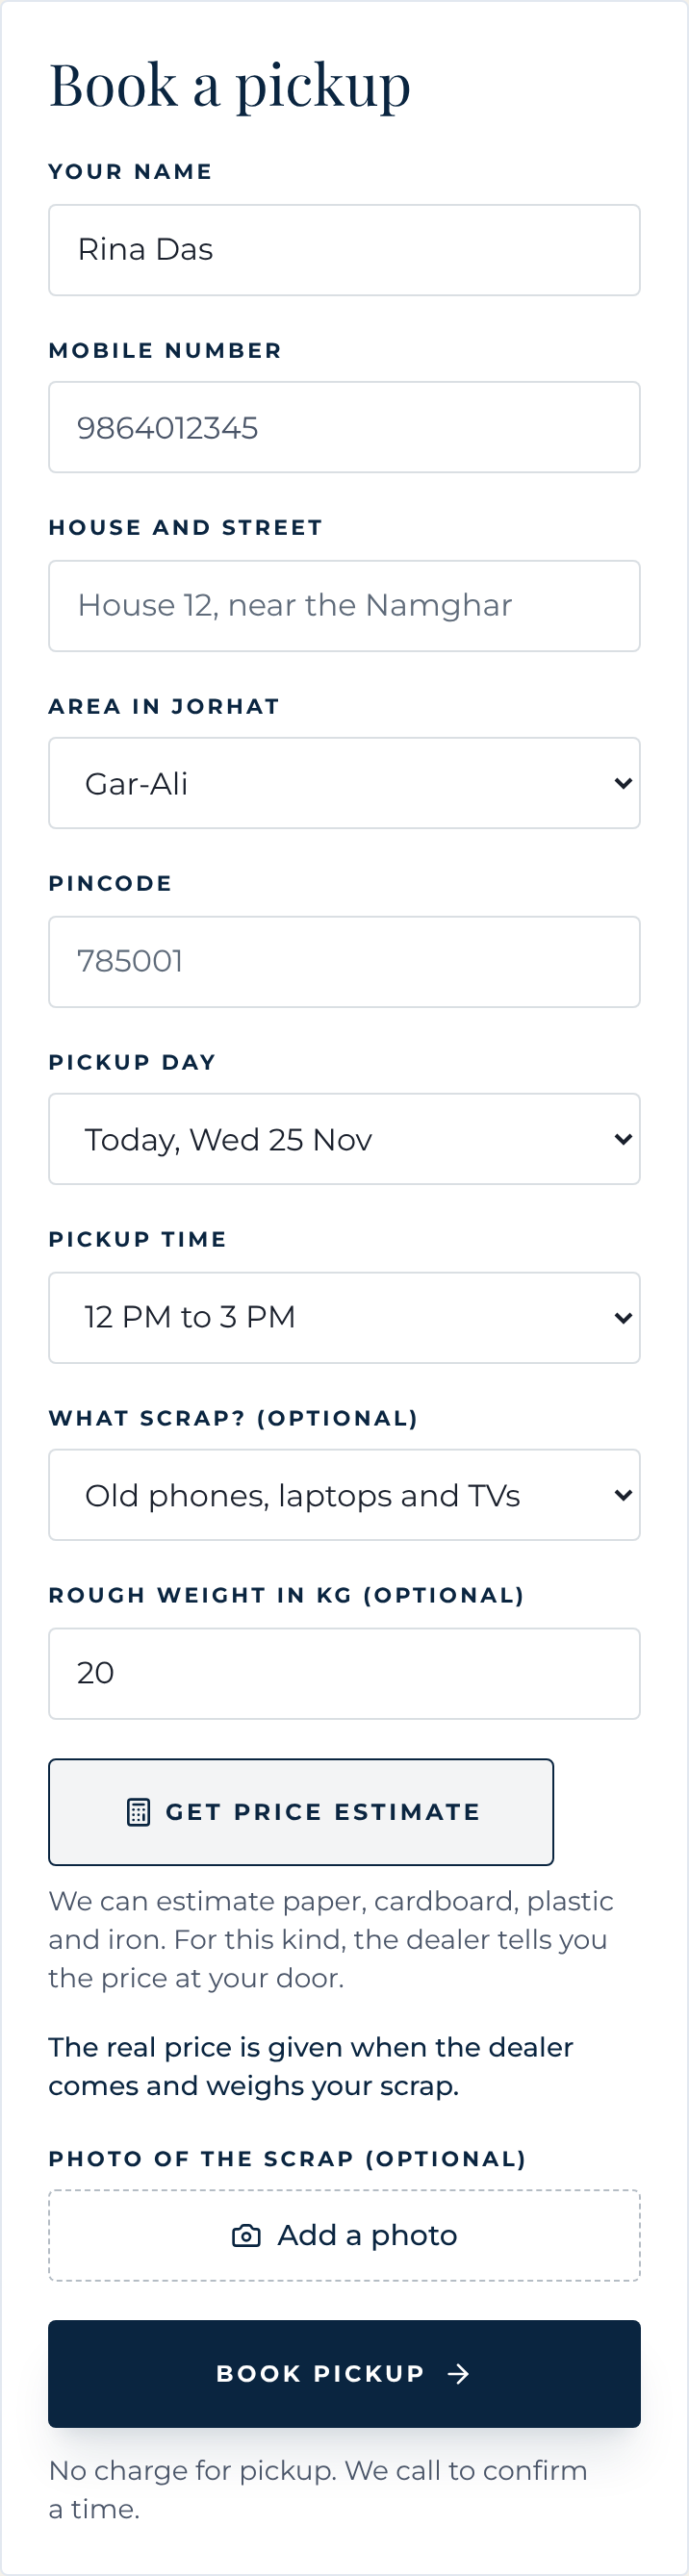 Book a pickup
YOUR NAME
Rina Das
MOBILE NUMBER
9864012345
HOUSE AND STREET
House 12, near the Namghar
AREA IN JORHAT
Gar-Ali
PINCODE
785001
PICKUP DAY
Today, Wed 25 Nov
PICKUP TIME
12 PM to 3 PM
WHAT SCRAP? (OPTIONAL)
Old phones, laptops and TVs
ROUGH WEIGHT IN KG (OPTIONAL)
20
GET PRICE ESTIMATE
We can estimate paper, cardboard, plastic
and iron. For this kind, the dealer tells you
the price at your door.
The real price is given when the dealer
comes and weighs your scrap.
PHOTO OF THE SCRAP (OPTIONAL)
Add a photo
BOOK PICKUP →
No charge for pickup. We call to confirm
a time.